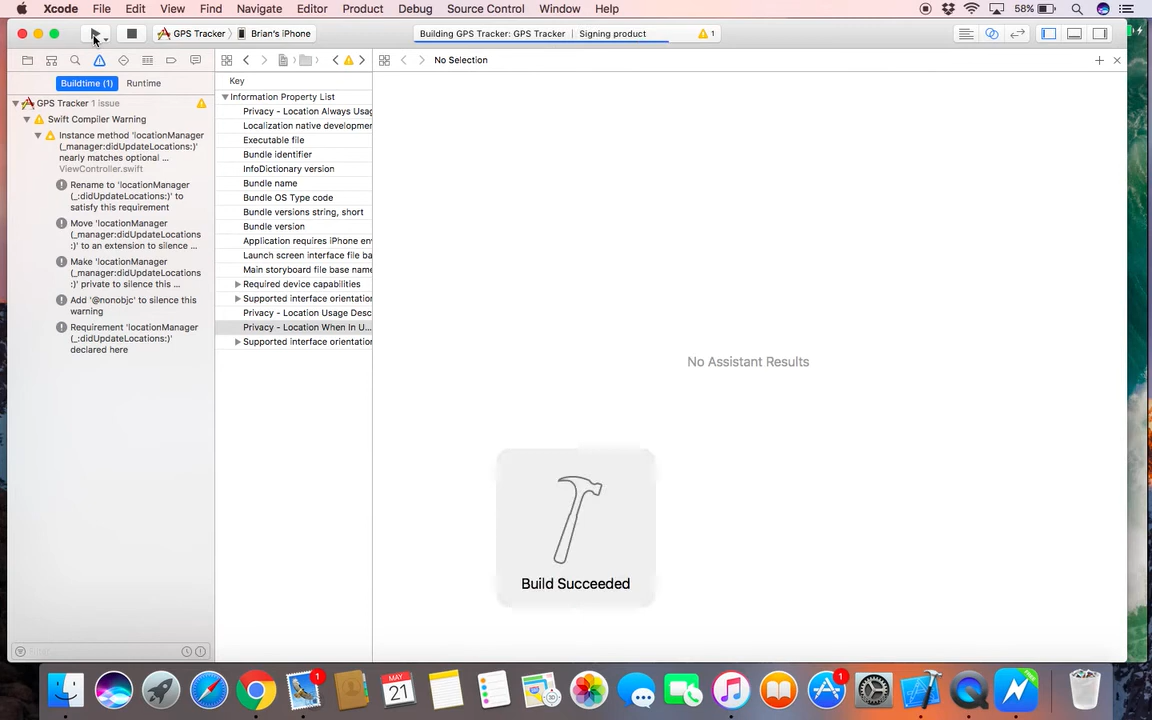 Xcode File Edit View Find Navigate Editor Product Debug Source Control Window Help 58%
GPS Tracker Brian's iPhone Building GPS Tracker: GPS Tracker | Signing product 1
No Selection
Buildtime (1) Runtime
GPS Tracker 1 issue
Swift Compiler Warning
Instance method 'locationManager
(_manager:didUpdateLocations:)'
nearly matches optional ...
ViewController.swift
Rename to 'locationManager
(_:didUpdateLocations:)' to
satisfy this requirement
Move 'locationManager
(_manager:didUpdateLocations
:)' to an extension to silence ...
Make 'locationManager
(_manager:didUpdateLocations
:)' private to silence this ...
Add '@nonobjc' to silence this
warning
Requirement 'locationManager
(_:didUpdateLocations:)'
declared here
Filter
Key
Information Property List
Privacy - Location Always Usag
Localization native developmen
Executable file
Bundle identifier
InfoDictionary version
Bundle name
Bundle OS Type code
Bundle versions string, short
Bundle version
Application requires iPhone env
Launch screen interface file ba
Main storyboard file base name
Required device capabilities
Supported interface orientation
Privacy - Location Usage Desc
Privacy - Location When In U...
Supported interface orientation
No Assistant Results
Build Succeeded
1
MAY
21
1